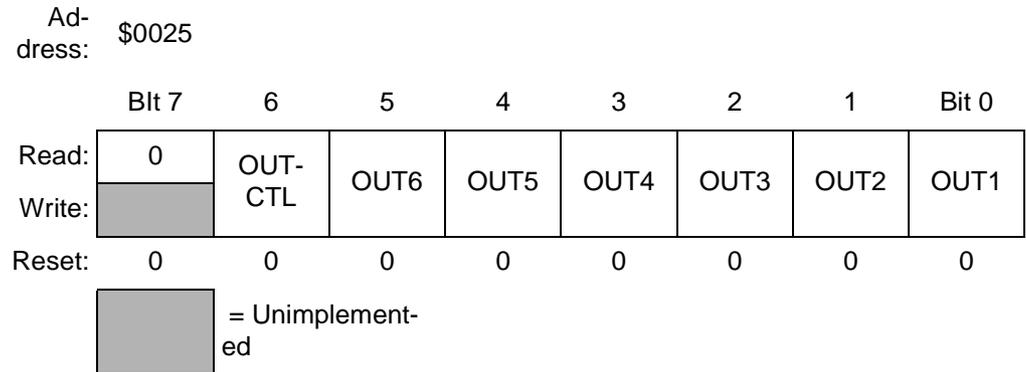 Ad-
dress: $0025
BIt 7 6 5 4 3 2 1 Bit 0
Read: 0 OUT-
CTL OUT6 OUT5 OUT4 OUT3 OUT2 OUT1
Write:
Reset: 0 0 0 0 0 0 0 0
= Unimplement-
ed